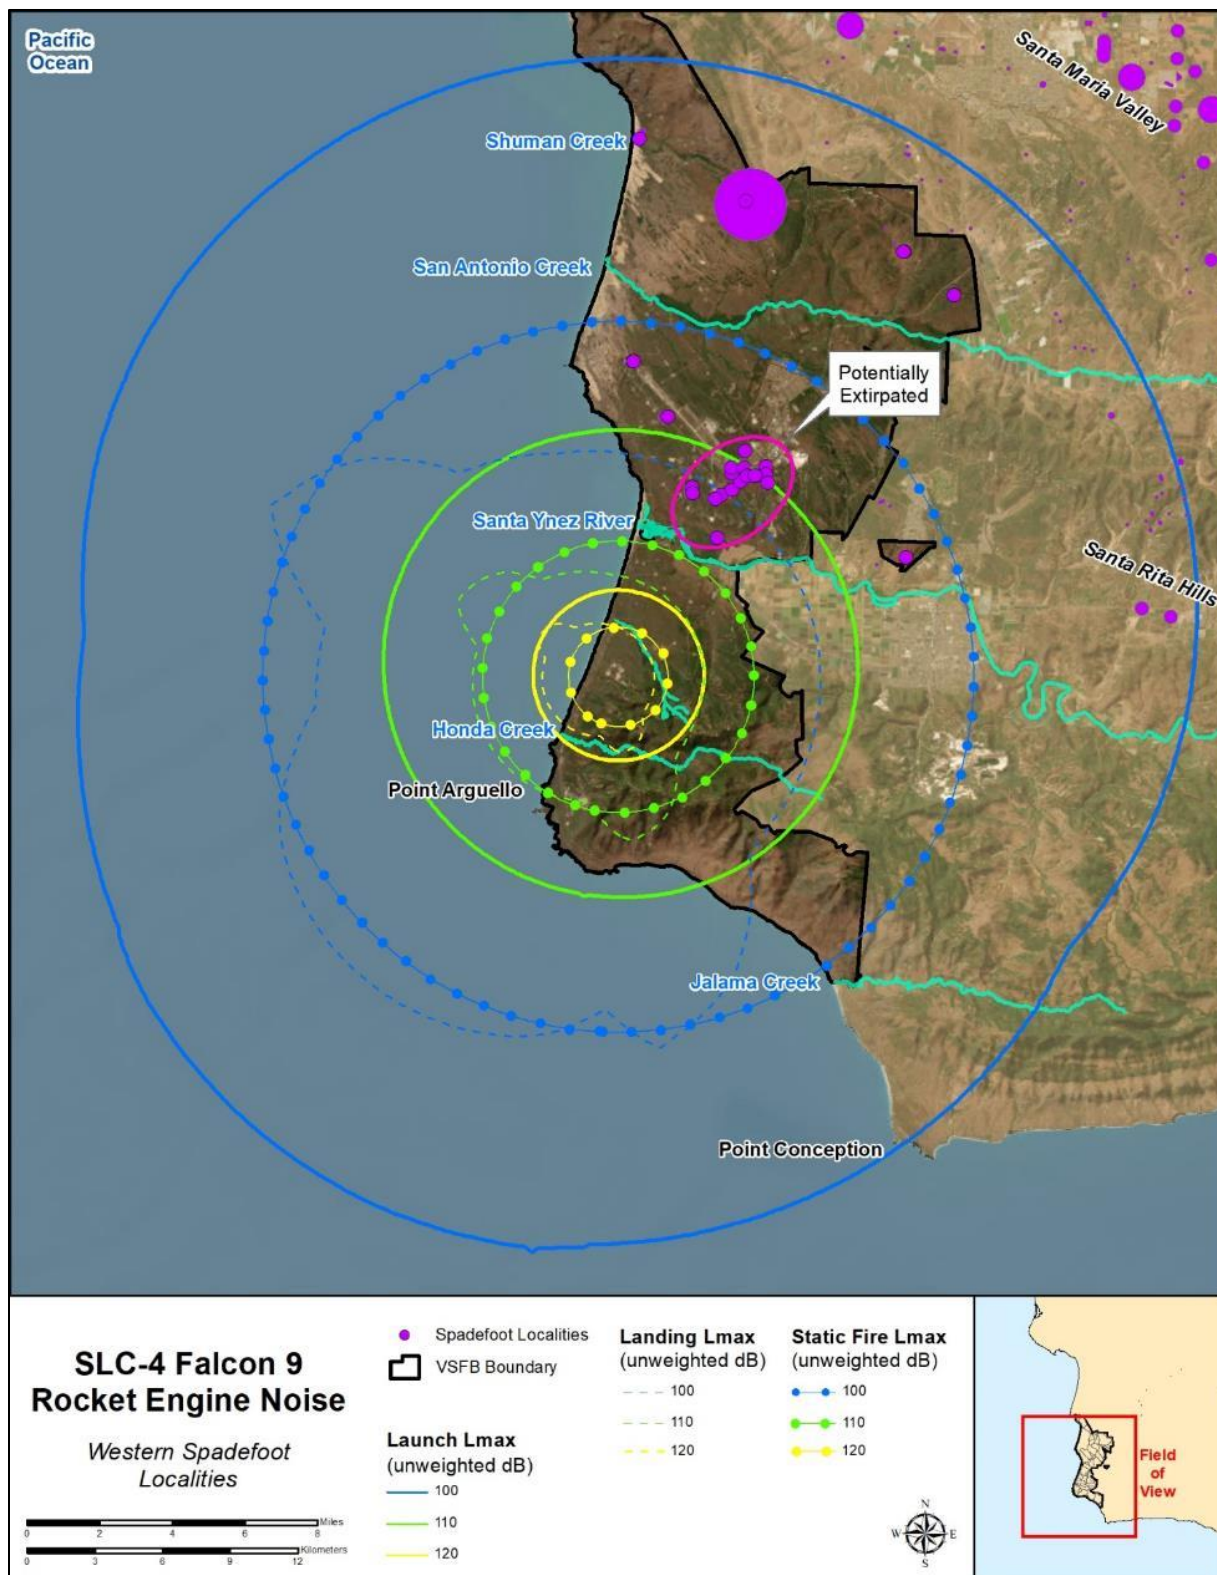 Pacific
Ocean
Santa Maria Valley
Shuman Creek
San Antonio Creek
Potentially
Extirpated
Santa Ynez River
Santa Rita Hills
Honda Creek
Point Arguello
Jalama Creek
Point Conception
SLC-4 Falcon 9
Rocket Engine Noise
Western Spadefoot
Localities
Miles
0 2 4 6 8
Kilometers
0 3 6 9 12
Spadefoot Localities
VSFB Boundary
Launch Lmax
(unweighted dB)
100
110
120
Landing Lmax
(unweighted dB)
100
110
120
Static Fire Lmax
(unweighted dB)
100
110
120
N
W E
S
Field
of
View